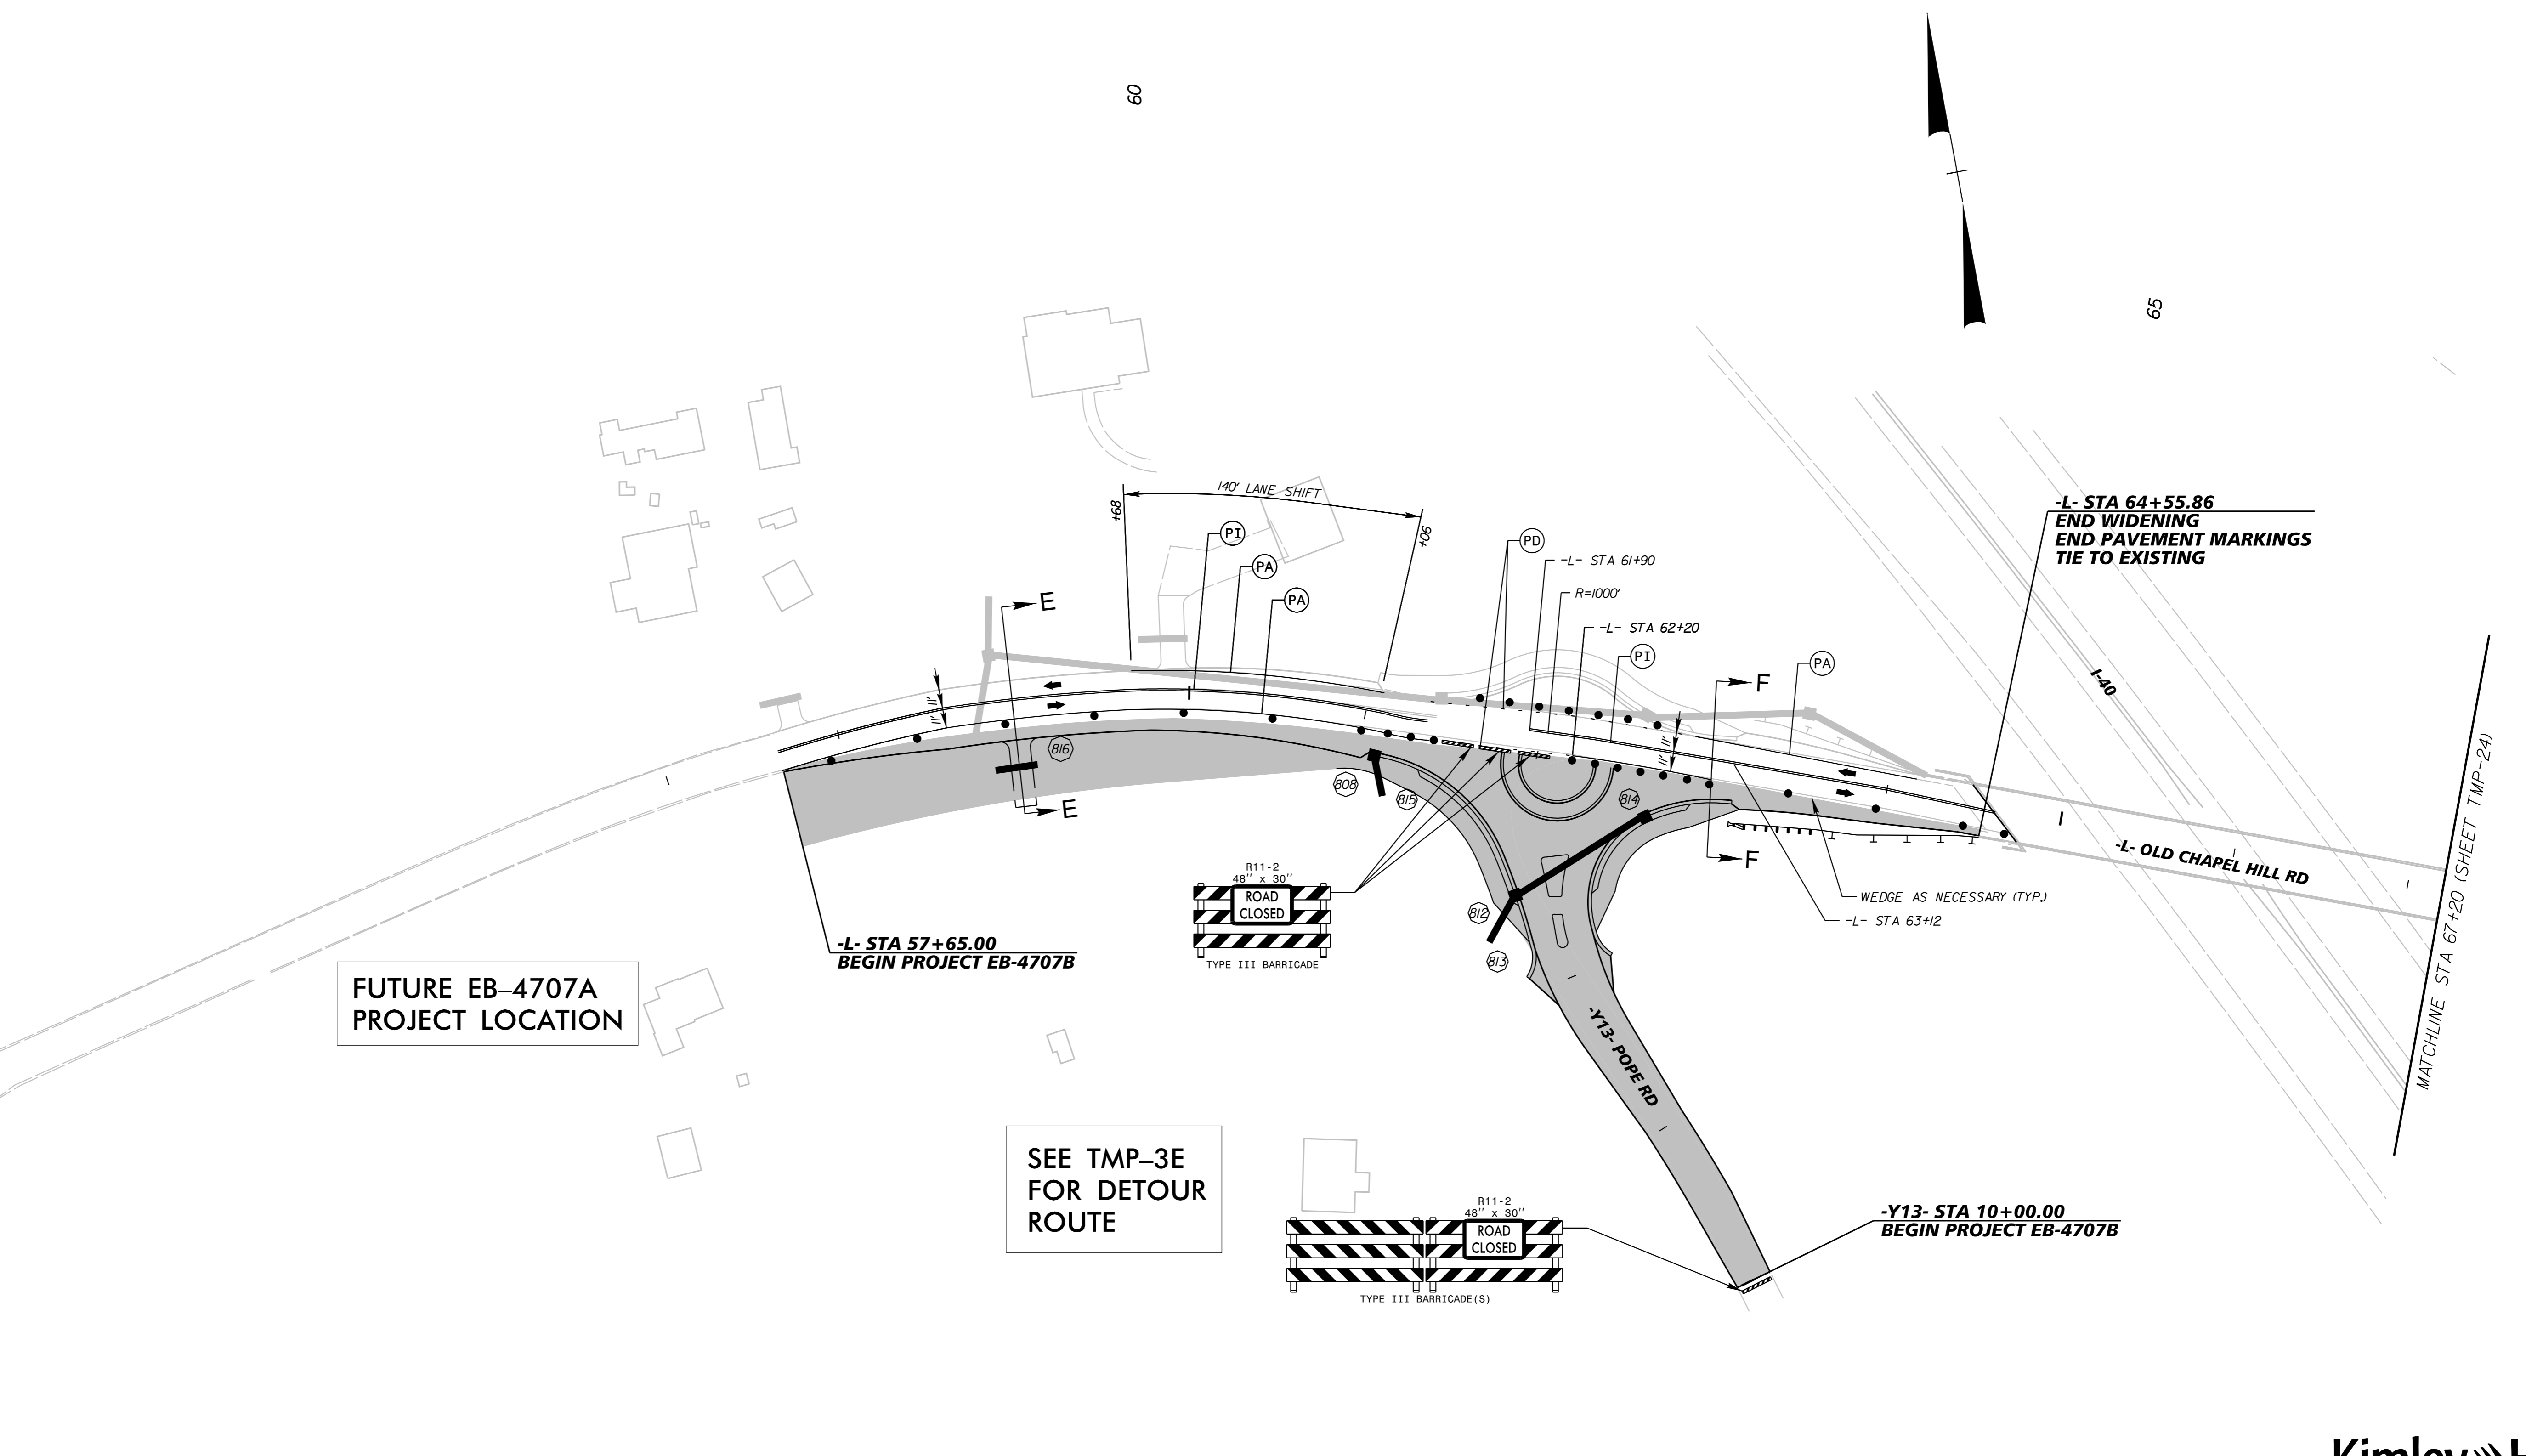 60
65
140' LANE SHIFT
+68
+06
PI
PA
PA
PD
-L- STA 61+90
R=1000'
-L- STA 62+20
PI
PA
-L- STA 64+55.86
END WIDENING
END PAVEMENT MARKINGS
TIE TO EXISTING
I-40
E
E
F
F
11'
11'
11'
11'
816
808
815
814
812
813
-L- OLD CHAPEL HILL RD
MATCHLINE STA 67+20 (SHEET TMP-24)
WEDGE AS NECESSARY (TYP.)
-L- STA 63+12
R11-2
48" x 30"
ROAD
CLOSED
TYPE III BARRICADE
-L- STA 57+65.00
BEGIN PROJECT EB-4707B
FUTURE EB-4707A
PROJECT LOCATION
-Y13- POPE RD
SEE TMP-3E
FOR DETOUR
ROUTE
R11-2
48" x 30"
ROAD
CLOSED
TYPE III BARRICADE(S)
-Y13- STA 10+00.00
BEGIN PROJECT EB-4707B